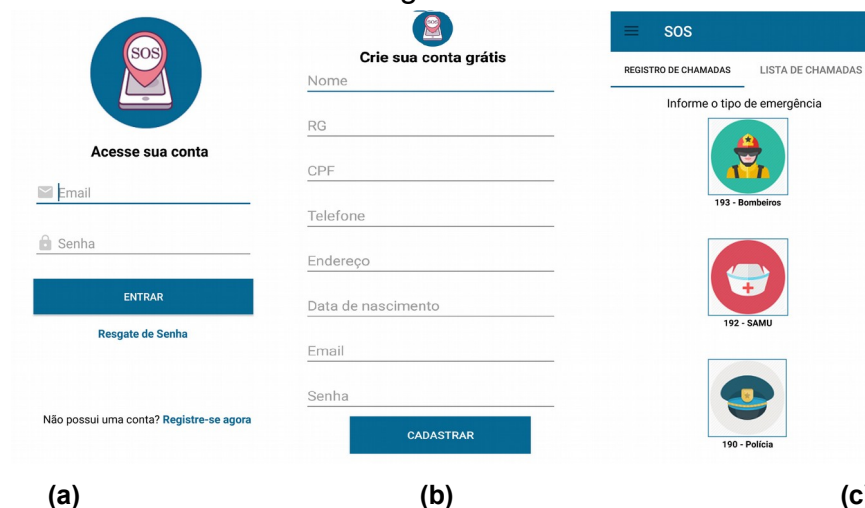 SOS
Acesse sua conta
Email
Senha
ENTRAR
Resgate de Senha
Não possui uma conta? Registre-se agora
(a)
SOS
Crie sua conta grátis
Nome
RG
CPF
Telefone
Endereço
Data de nascimento
Email
Senha
CADASTRAR
(b)
SOS
REGISTRO DE CHAMADAS LISTA DE CHAMADAS
Informe o tipo de emergência
193 - Bombeiros
192 - SAMU
190 - Polícia
(c